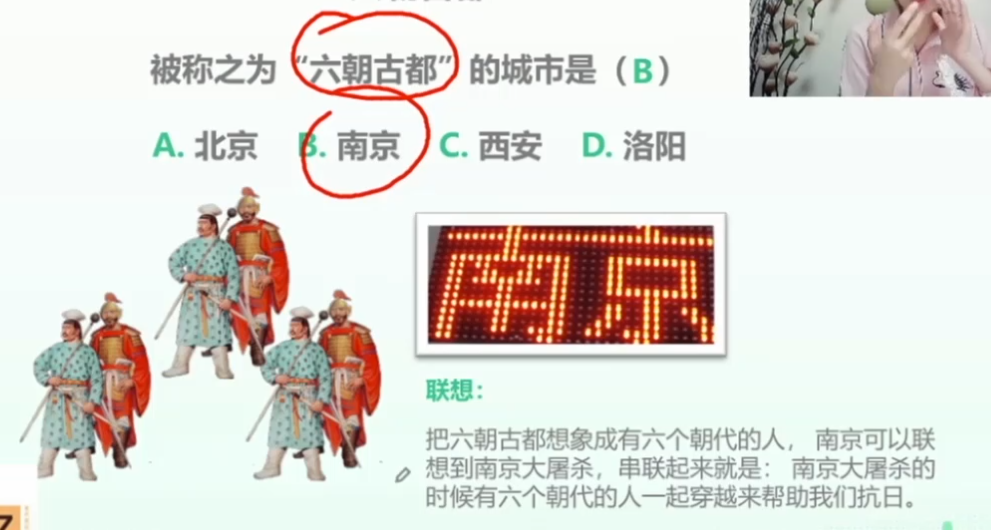 被称之为“六朝古都”的城市是（B）
A. 北京 B. 南京 C. 西安 D. 洛阳
南京
联想：
把六朝古都想象成有六个朝代的人， 南京可以联
想到南京大屠杀，串联起来就是： 南京大屠杀的
时候有六个朝代的人一起穿越来帮助我们抗日。